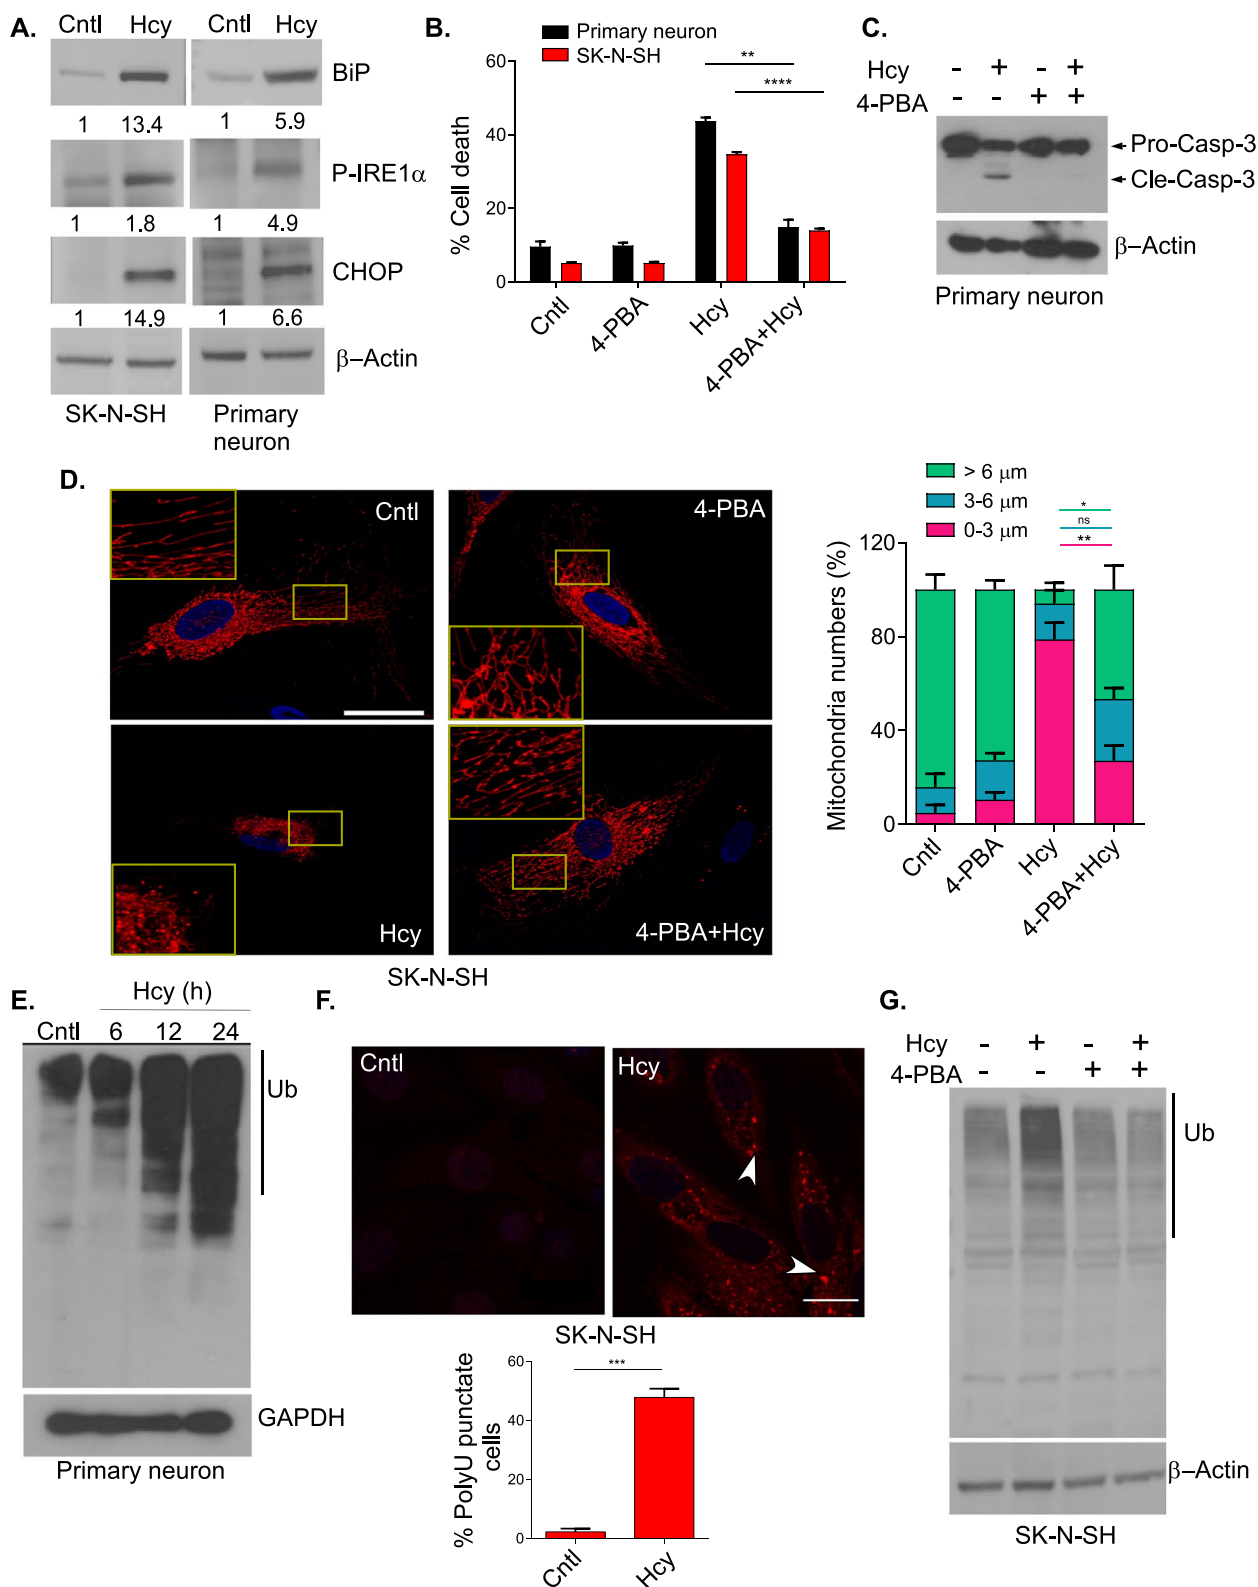 A.
Cntl Hcy Cntl Hcy
BiP
1 13.4 1 5.9
P-IRE1α
1 1.8 1 4.9
CHOP
1 14.9 1 6.6
β–Actin
SK-N-SH Primary
neuron
B.
Primary neuron
SK-N-SH
% Cell death
60
40
20
0
**
****
Cntl
4-PBA
Hcy
4-PBA+Hcy
C.
Hcy - + - +
4-PBA - - + +
Pro-Casp-3
Cle-Casp-3
β–Actin
Primary neuron
D.
Cntl
4-PBA
Hcy
4-PBA+Hcy
SK-N-SH
> 6 μm
3-6 μm
0-3 μm
*
ns
**
Mitochondria numbers (%)
120
80
40
0
Cntl
4-PBA
Hcy
4-PBA+Hcy
E.
Hcy (h)
Cntl 6 12 24
Ub
GAPDH
Primary neuron
F.
Cntl
Hcy
SK-N-SH
% PolyU punctate
cells
60
40
20
0
***
Cntl
Hcy
G.
Hcy - + - +
4-PBA - - + +
Ub
β–Actin
SK-N-SH